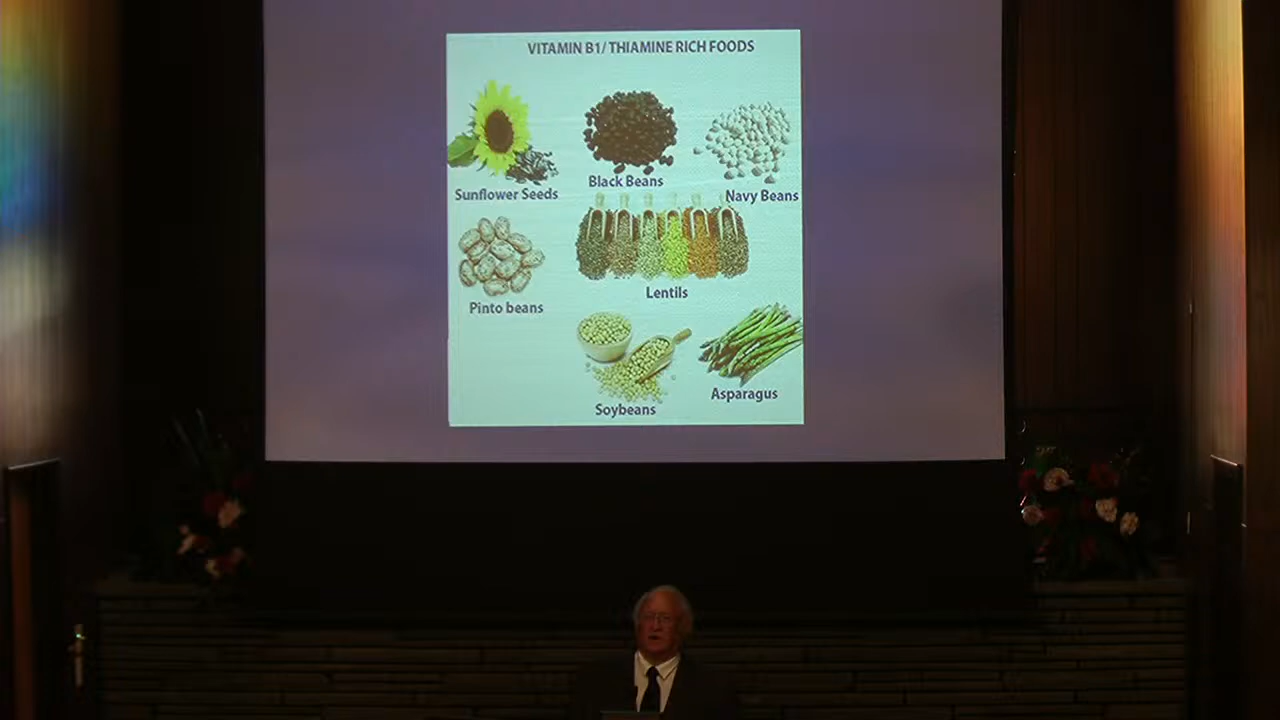 VITAMIN B1/ THIAMINE RICH FOODS
Sunflower Seeds
Black Beans
Navy Beans
Pinto beans
Lentils
Soybeans
Asparagus